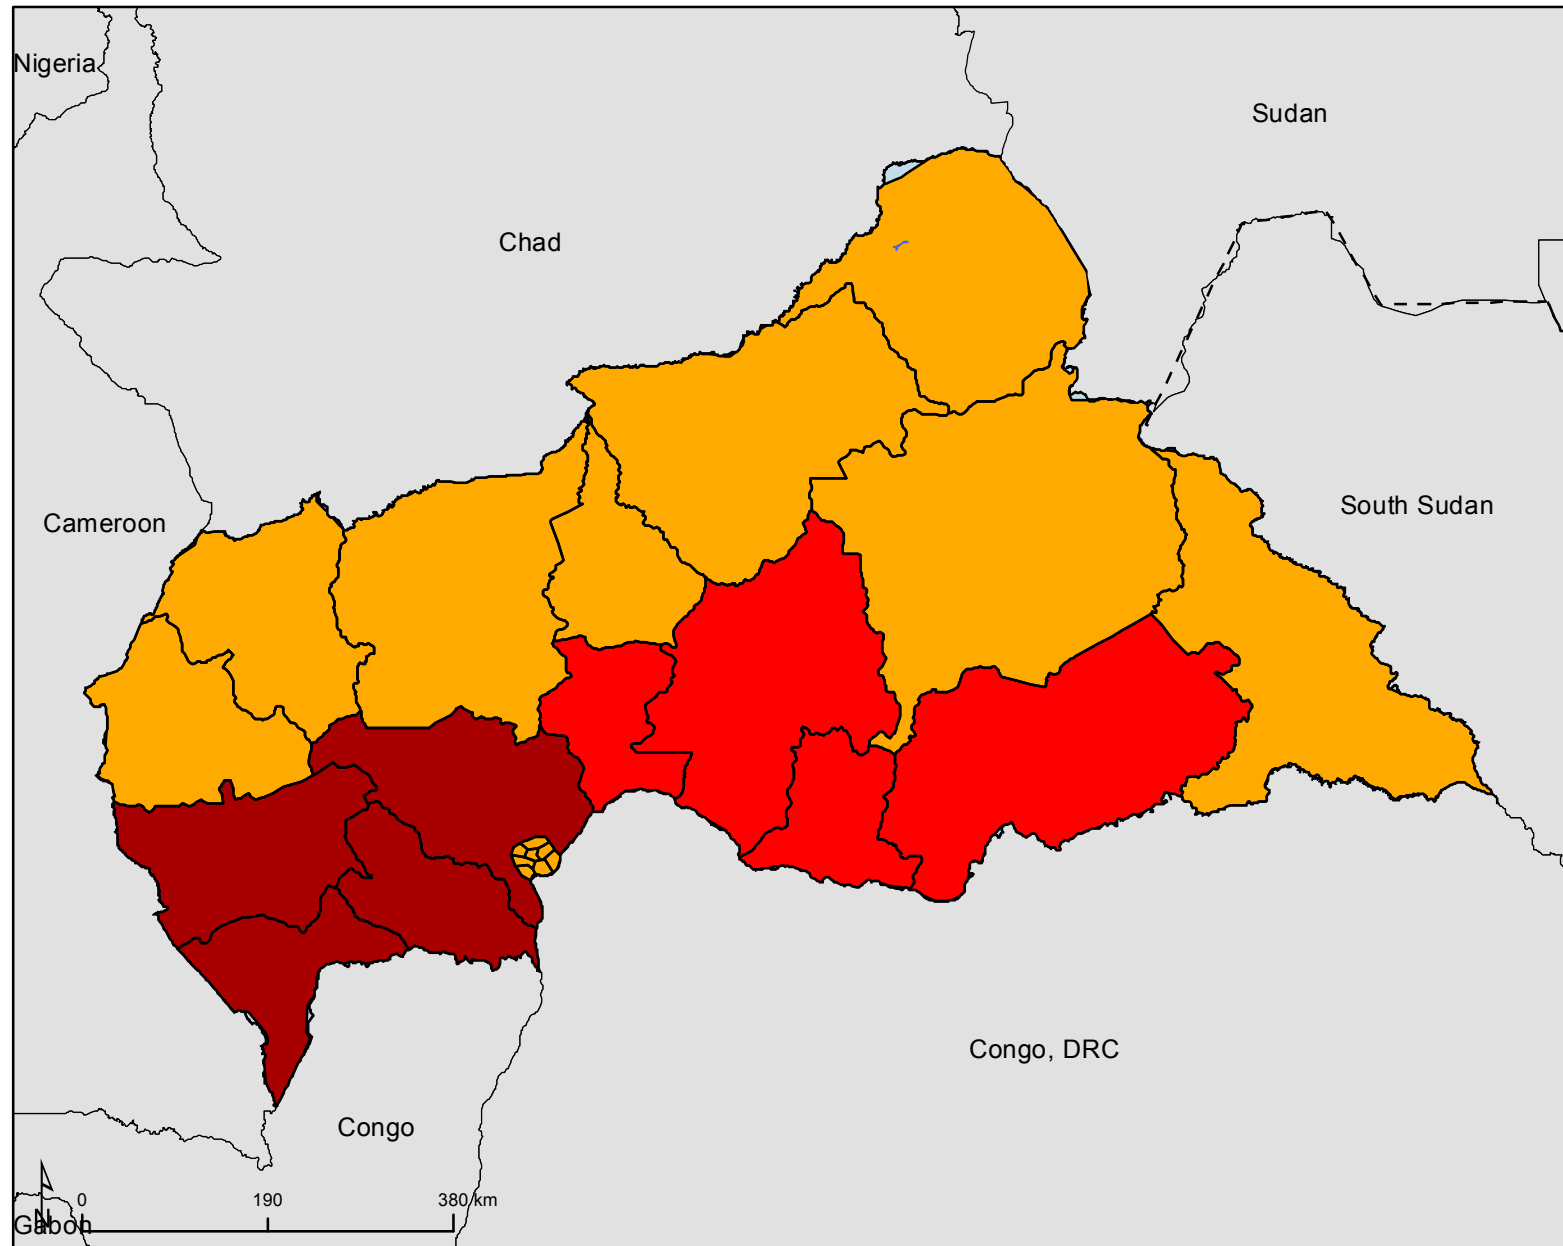 Nigeria
Sudan
Chad
South Sudan
Cameroon
Congo, DRC
Congo
0 190 380 km
N
Gabon